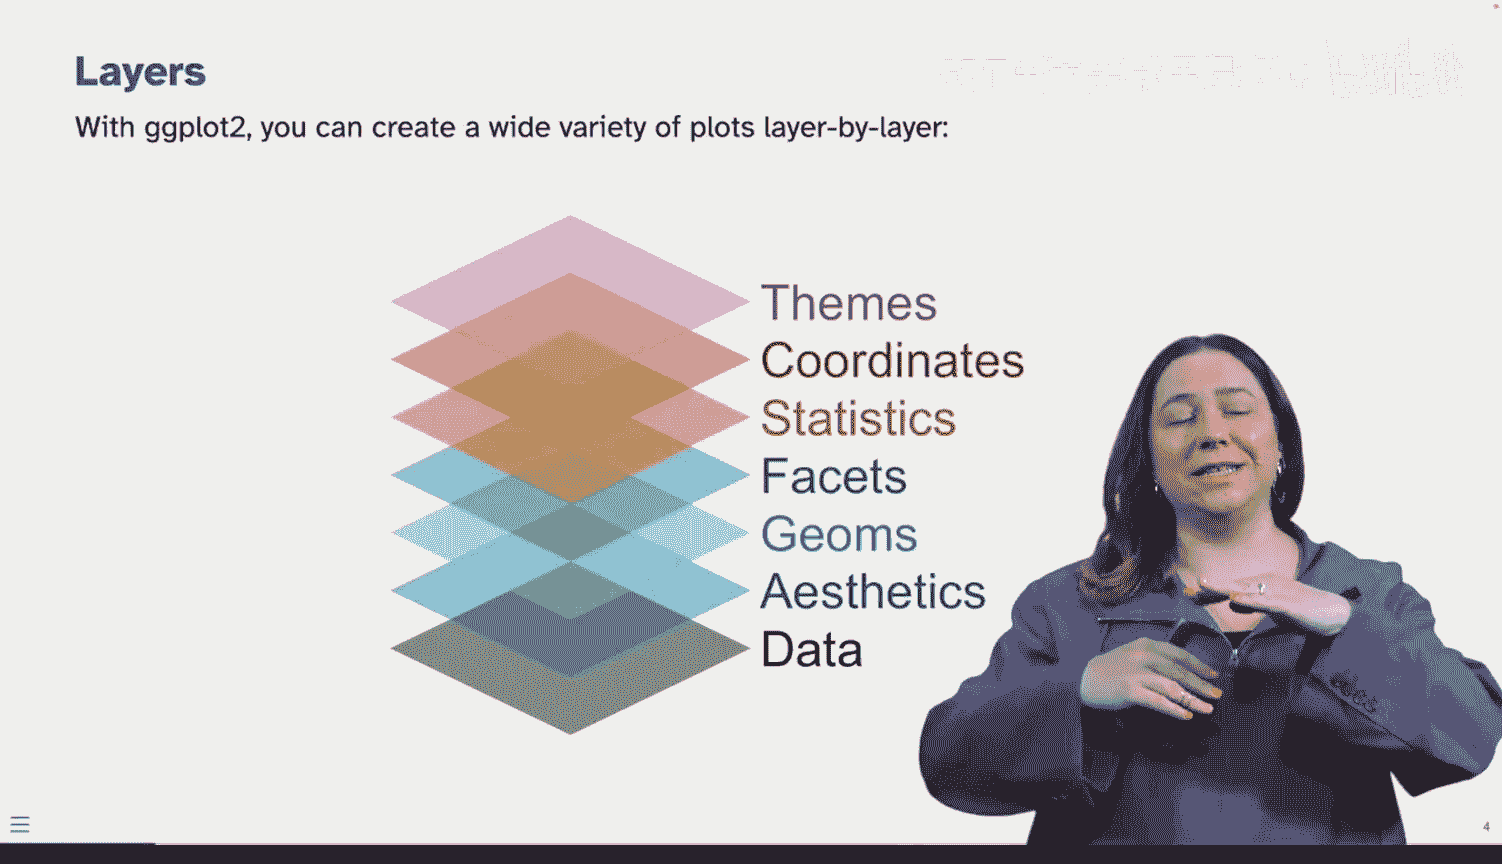 Layers
With ggplot2, you can create a wide variety of plots layer-by-layer:
Themes
Coordinates
Statistics
Facets
Geoms
Aesthetics
Data
4